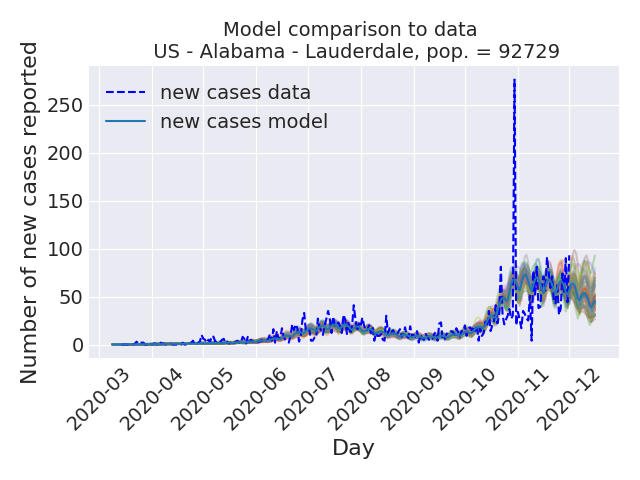 Model comparison to data
US - Alabama - Lauderdale, pop. = 92729
Number of new cases reported
new cases data
new cases model
250
200
150
100
50
0
2020-03
2020-04
2020-05
2020-06
2020-07
2020-08
2020-09
2020-10
2020-11
2020-12
Day